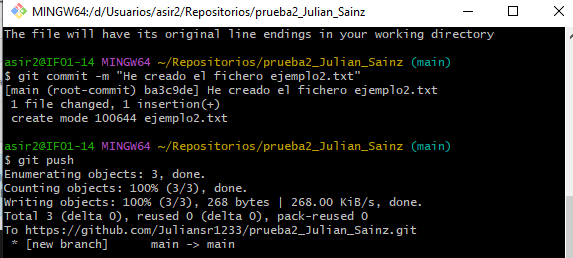 MINGW64:/d/Usuarios/asir2/Repositorios/prueba2_Julian_Sainz
The file will have its original line endings in your working directory
asir2@IFO1-14 MINGW64 ~/Repositorios/prueba2_Julian_Sainz (main)
$ git commit -m "He creado el fichero ejemplo2.txt"
[main (root-commit) ba3c9de] He creado el fichero ejemplo2.txt
 1 file changed, 1 insertion(+)
 create mode 100644 ejemplo2.txt
asir2@IFO1-14 MINGW64 ~/Repositorios/prueba2_Julian_Sainz (main)
$ git push
Enumerating objects: 3, done.
Counting objects: 100% (3/3), done.
Writing objects: 100% (3/3), 268 bytes | 268.00 KiB/s, done.
Total 3 (delta 0), reused 0 (delta 0), pack-reused 0
To https://github.com/Juliansr1233/prueba2_Julian_Sainz.git
 * [new branch]      main -> main